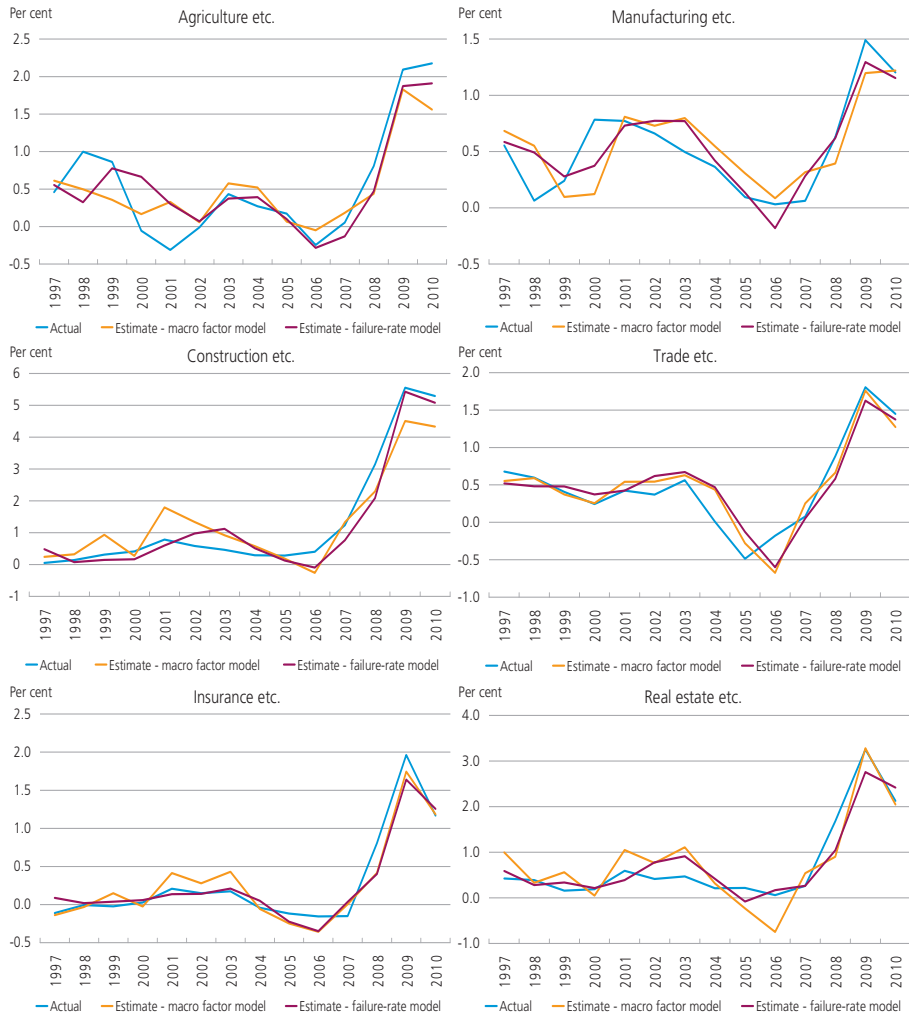 Per cent
Agriculture etc.
2.5
2.0
1.5
1.0
0.5
0.0
-0.5
1997 1998 1999 2000 2001 2002 2003 2004 2005 2006 2007 2008 2009 2010
Actual Estimate - macro factor model Estimate - failure-rate model
Per cent
Manufacturing etc.
1.5
1.0
0.5
0.0
-0.5
1997 1998 1999 2000 2001 2002 2003 2004 2005 2006 2007 2008 2009 2010
Actual Estimate - macro factor model Estimate - failure-rate model
Per cent
Construction etc.
6
5
4
3
2
1
0
-1
1997 1998 1999 2000 2001 2002 2003 2004 2005 2006 2007 2008 2009 2010
Actual Estimate - macro factor model Estimate - failure-rate model
Per cent
Trade etc.
2.0
1.5
1.0
0.5
0.0
-0.5
-1.0
1997 1998 1999 2000 2001 2002 2003 2004 2005 2006 2007 2008 2009 2010
Actual Estimate - macro factor model Estimate - failure-rate model
Per cent
Insurance etc.
2.5
2.0
1.5
1.0
0.5
0.0
-0.5
1997 1998 1999 2000 2001 2002 2003 2004 2005 2006 2007 2008 2009 2010
Actual Estimate - macro factor model Estimate - failure-rate model
Per cent
Real estate etc.
4.0
3.0
2.0
1.0
0.0
-1.0
1997 1998 1999 2000 2001 2002 2003 2004 2005 2006 2007 2008 2009 2010
Actual Estimate - macro factor model Estimate - failure-rate model